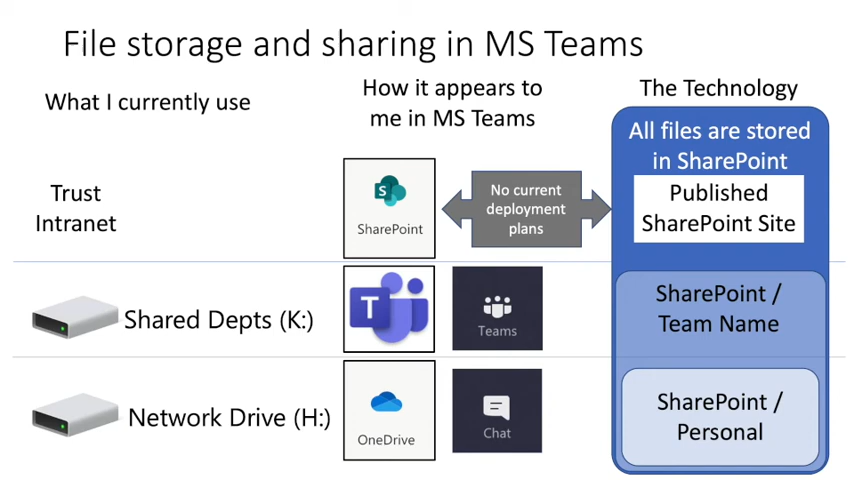 File storage and sharing in MS Teams
What I currently use
How it appears to
me in MS Teams
The Technology
All files are stored
in SharePoint
Trust
Intranet
S
SharePoint
No current
deployment
plans
Published
SharePoint Site
Shared Depts (K:)
T
Teams
SharePoint /
Team Name
Network Drive (H:)
OneDrive
Chat
SharePoint /
Personal